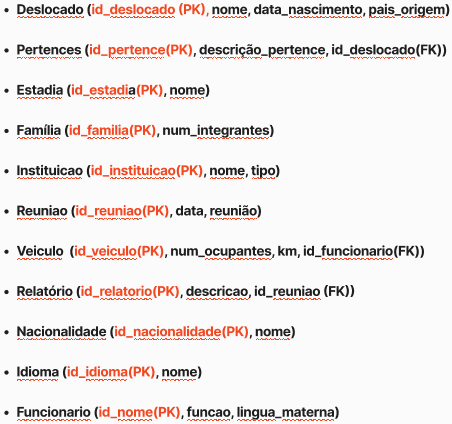 • Deslocado (id_deslocado (PK), nome, data_nascimento, pais_origem)
• Pertences (id_pertence (PK), descrição_pertence, id_deslocado(FK))
• Estadia (id_estadia(PK), nome)
• Família (id_familia(PK), num_integrantes)
• Instituicao (id_instituicao(PK), nome, tipo)
• Reuniao (id_reuniao(PK), data, reunião)
• Veiculo (id_veiculo(PK), num_ocupantes, km, id_funcionario(FK))
• Relatório (id_relatorio(PK), descricao, id_reuniao (FK))
• Nacionalidade (id_nacionalidade(PK), nome)
• Idioma (id_idioma(PK), nome)
• Funcionario (id_nome(PK), funcao, lingua_materna)